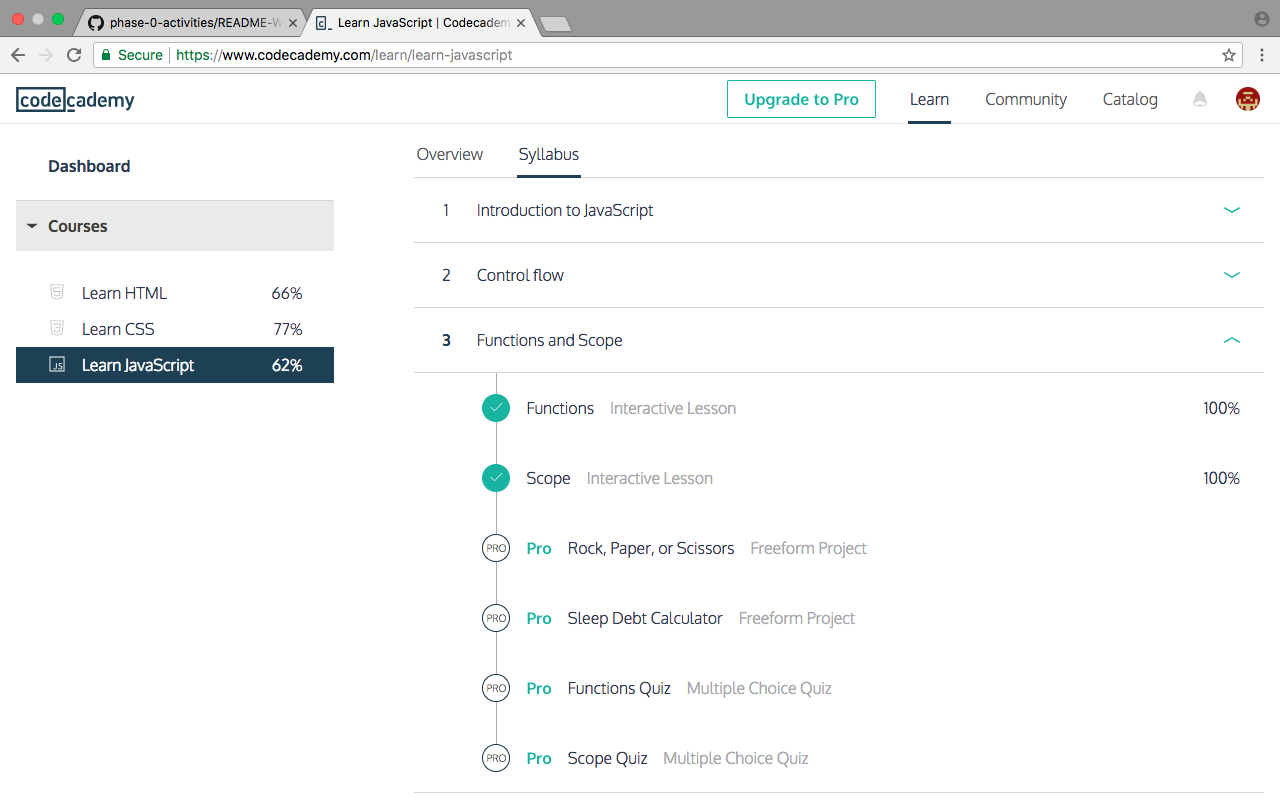 phase-0-activities/README-W
Learn JavaScript | Codecadem
Secure https://www.codecademy.com/learn/learn-javascript
codecademy
Upgrade to Pro
Learn
Community
Catalog
Dashboard
Courses
Learn HTML 66%
Learn CSS 77%
JS Learn JavaScript 62%
Overview
Syllabus
1 Introduction to JavaScript
2 Control flow
3 Functions and Scope
Functions Interactive Lesson 100%
Scope Interactive Lesson 100%
PRO Pro Rock, Paper, or Scissors Freeform Project
PRO Pro Sleep Debt Calculator Freeform Project
PRO Pro Functions Quiz Multiple Choice Quiz
PRO Pro Scope Quiz Multiple Choice Quiz